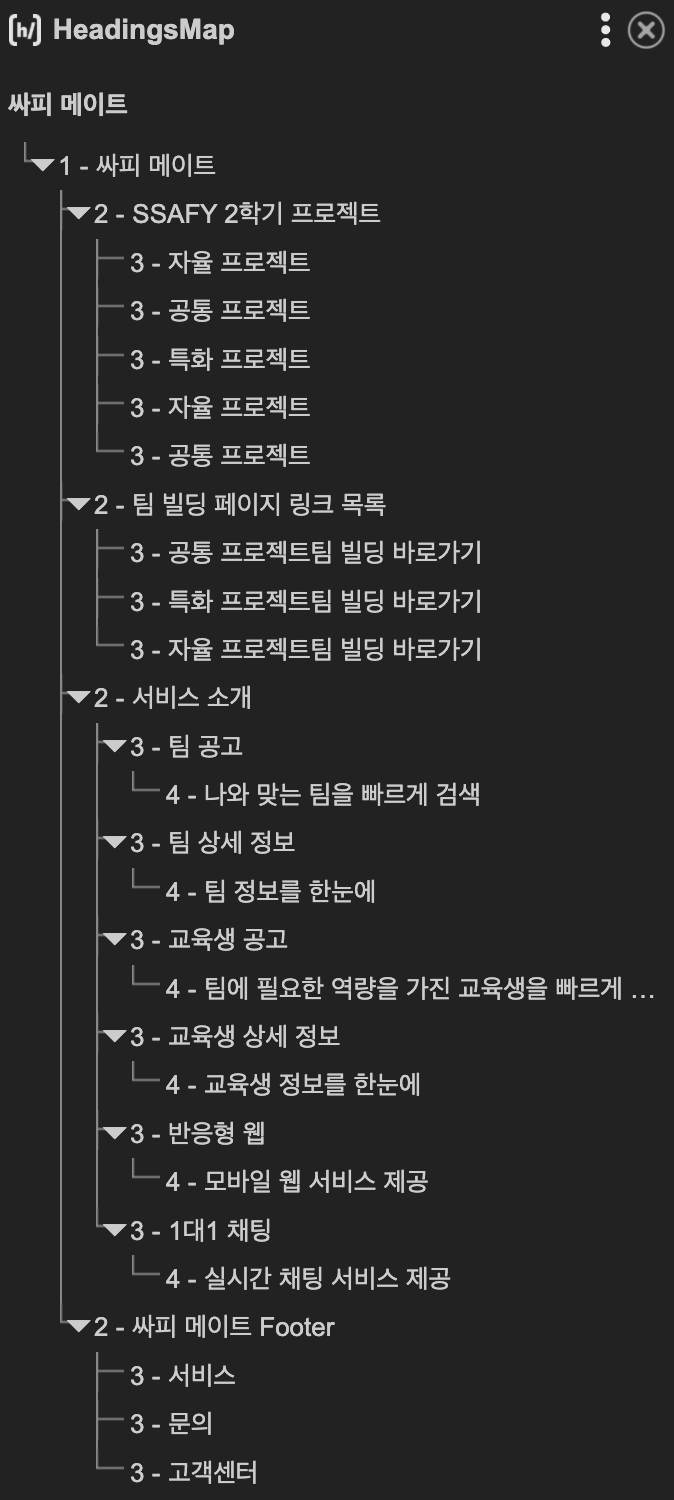 [h/] HeadingsMap
싸피 메이트
1 - 싸피 메이트
2 - SSAFY 2학기 프로젝트
3 - 자율 프로젝트
3 - 공통 프로젝트
3 - 특화 프로젝트
3 - 자율 프로젝트
3 - 공통 프로젝트
2 - 팀 빌딩 페이지 링크 목록
3 - 공통 프로젝트팀 빌딩 바로가기
3 - 특화 프로젝트팀 빌딩 바로가기
3 - 자율 프로젝트팀 빌딩 바로가기
2 - 서비스 소개
3 - 팀 공고
4 - 나와 맞는 팀을 빠르게 검색
3 - 팀 상세 정보
4 - 팀 정보를 한눈에
3 - 교육생 공고
4 - 팀에 필요한 역량을 가진 교육생을 빠르게 ...
3 - 교육생 상세 정보
4 - 교육생 정보를 한눈에
3 - 반응형 웹
4 - 모바일 웹 서비스 제공
3 - 1대1 채팅
4 - 실시간 채팅 서비스 제공
2 - 싸피 메이트 Footer
3 - 서비스
3 - 문의
3 - 고객센터